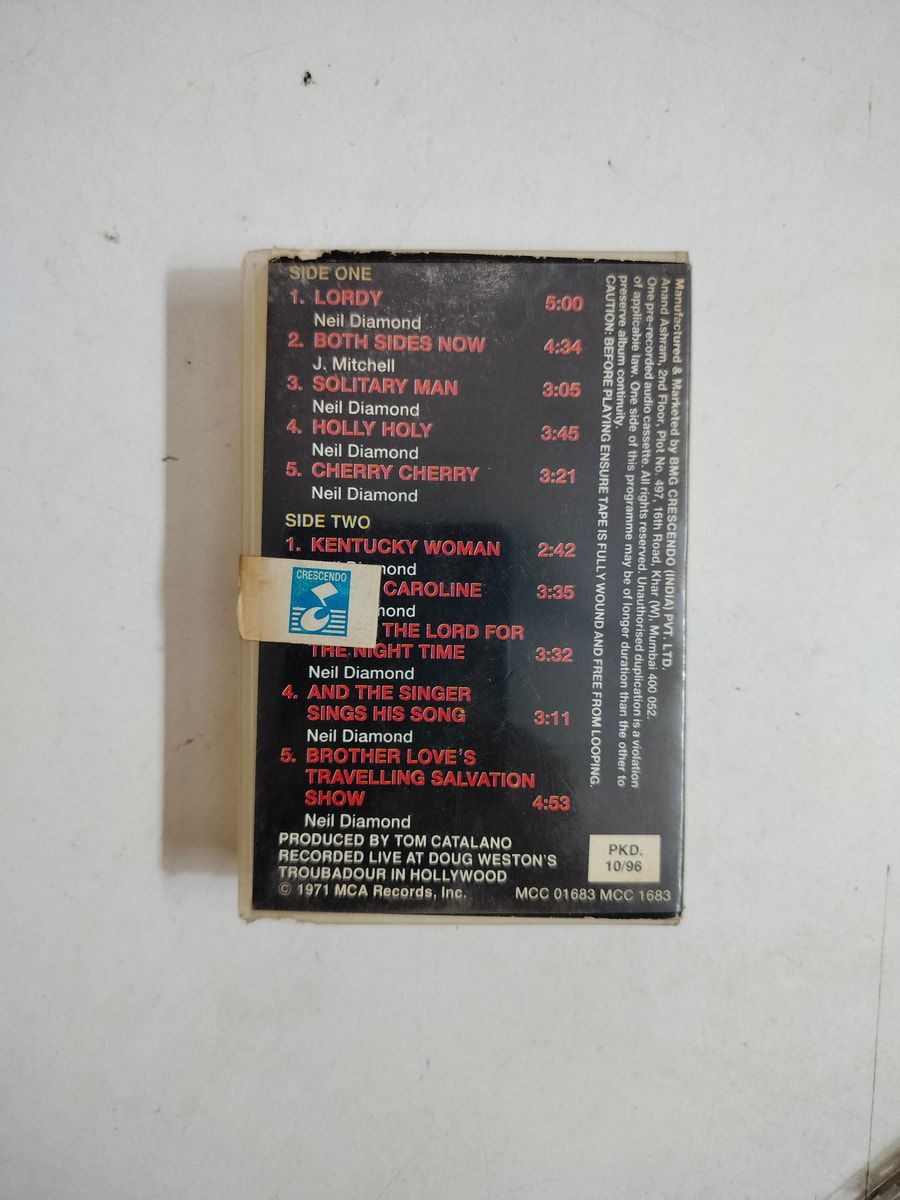 SIDE ONE
1. LORDY 5:00
Neil Diamond
2. BOTH SIDES NOW 4:34
J. Mitchell
3. SOLITARY MAN 3:05
Neil Diamond
4. HOLLY HOLY 3:45
Neil Diamond
5. CHERRY CHERRY 3:21
Neil Diamond
SIDE TWO
1. KENTUCKY WOMAN 2:42
CAROLINE 3:35
THE LORD FOR
THE NIGHT TIME 3:32
Neil Diamond
4. AND THE SINGER
SINGS HIS SONG 3:11
Neil Diamond
5. BROTHER LOVE'S
TRAVELLING SALVATION
SHOW 4:53
Neil Diamond
PRODUCED BY TOM CATALANO
RECORDED LIVE AT DOUG WESTON'S
TROUBADOUR IN HOLLYWOOD
© 1971 MCA Records, Inc. MCC 01683 MCC 1683
CRESCENDO
PKD.
10/96
Manufactured & Marketed by BMG CRESCENDO (INDIA) PVT. LTD.
Anand Ashram, 2nd Floor, Plot No. 497, 16th Road, Khar (W), Mumbai 400 052.
One pre-recorded audio cassette. All rights reserved. Unauthorised duplication is a violation
of applicable law. One side of this programme may be of longer duration than the other to
preserve album continuity.
CAUTION: BEFORE PLAYING ENSURE TAPE IS FULLY WOUND AND FREE FROM LOOPING.